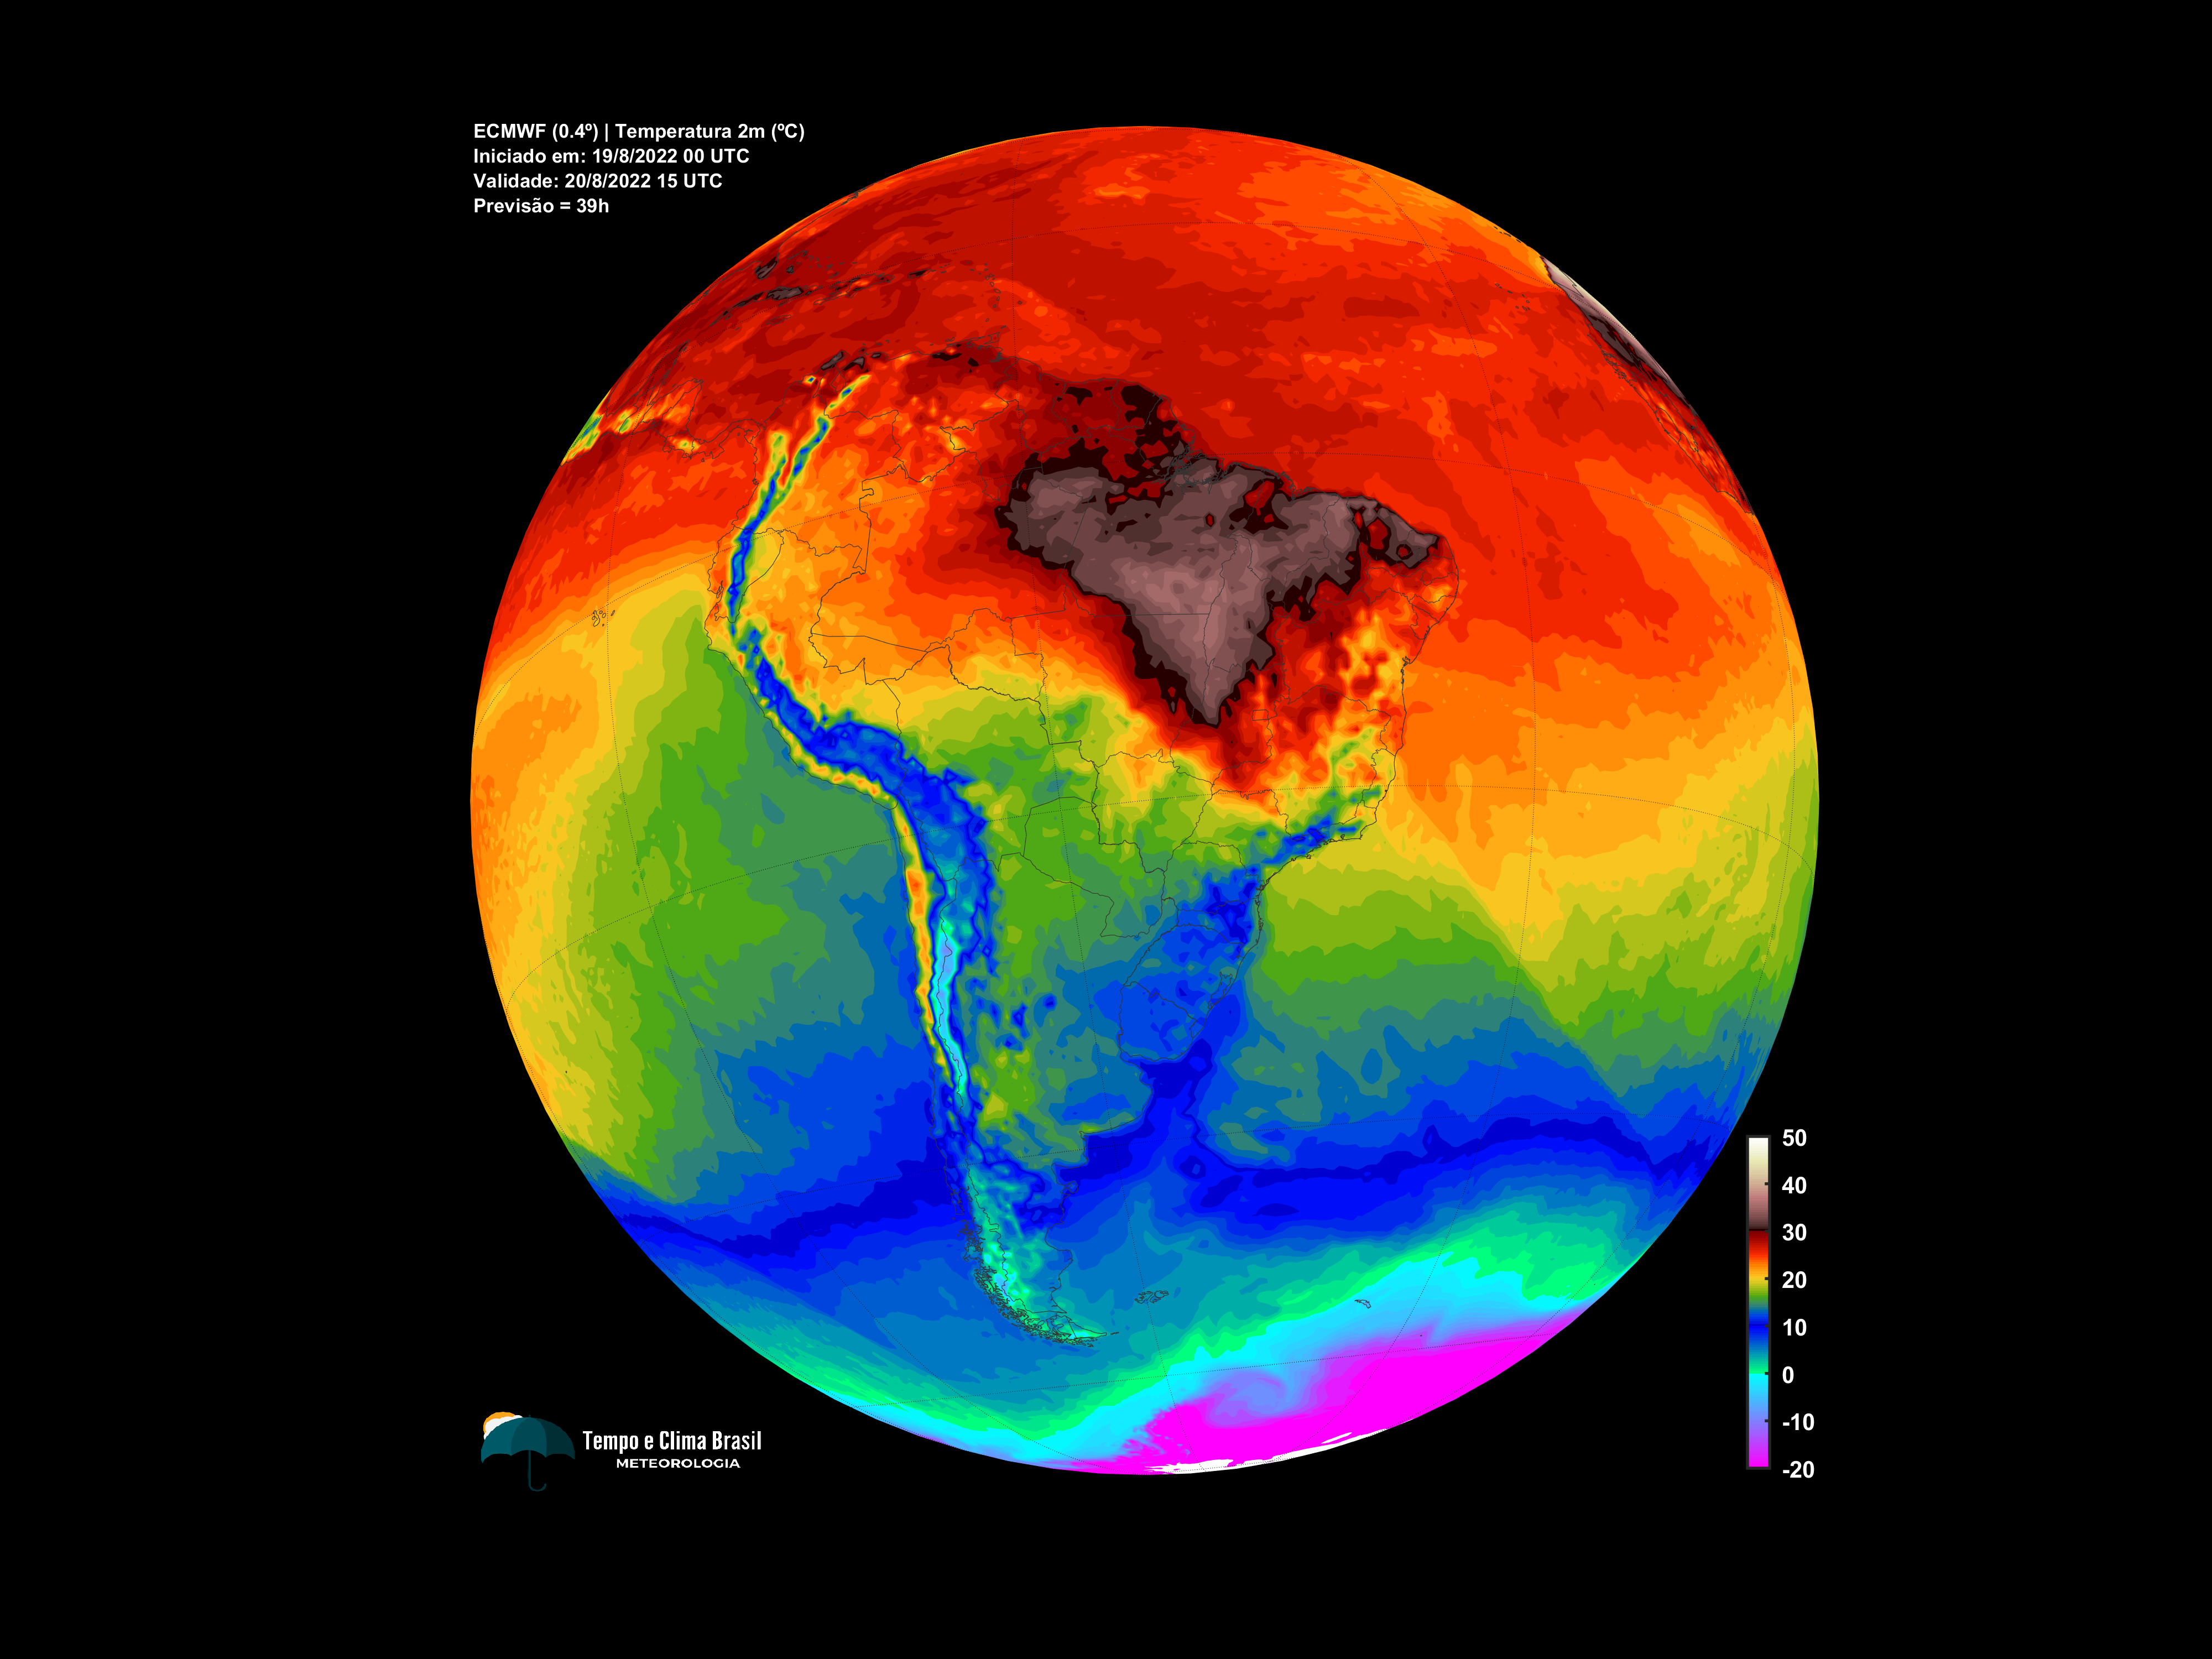 ECMWF (0.4º) | Temperatura 2m (ºC)
Iniciado em: 19/8/2022 00 UTC
Validade: 20/8/2022 15 UTC
Previsão = 39h
50
40
30
20
10
0
-10
-20
Tempo e Clima Brasil
METEOROLOGIA